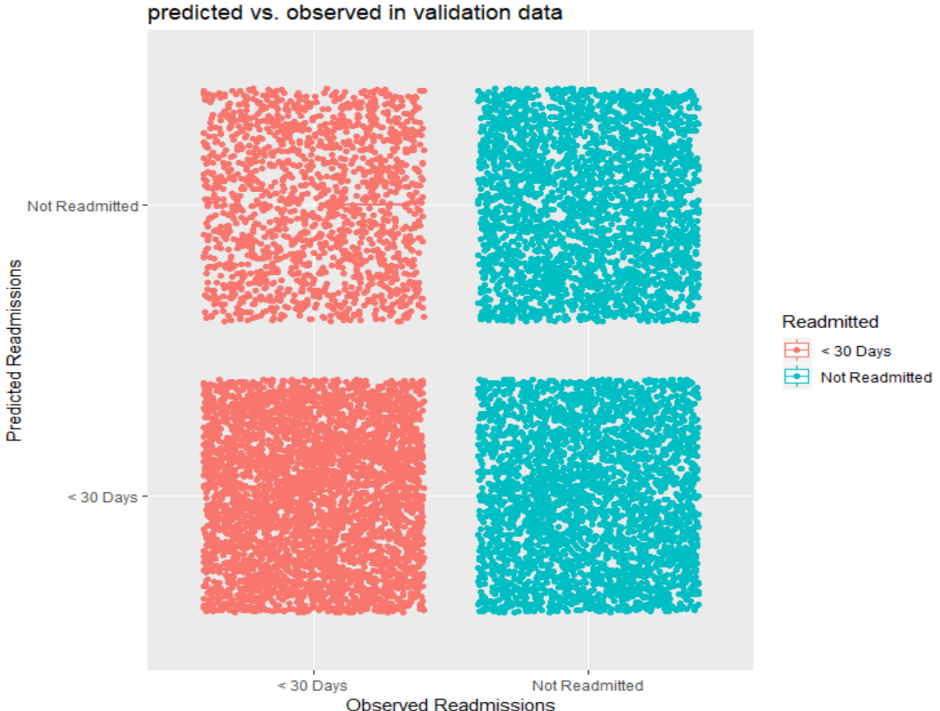 predicted vs. observed in validation data
Predicted Readmissions
Not Readmitted
< 30 Days
< 30 Days
Not Readmitted
Observed Readmissions
Readmitted
< 30 Days
Not Readmitted